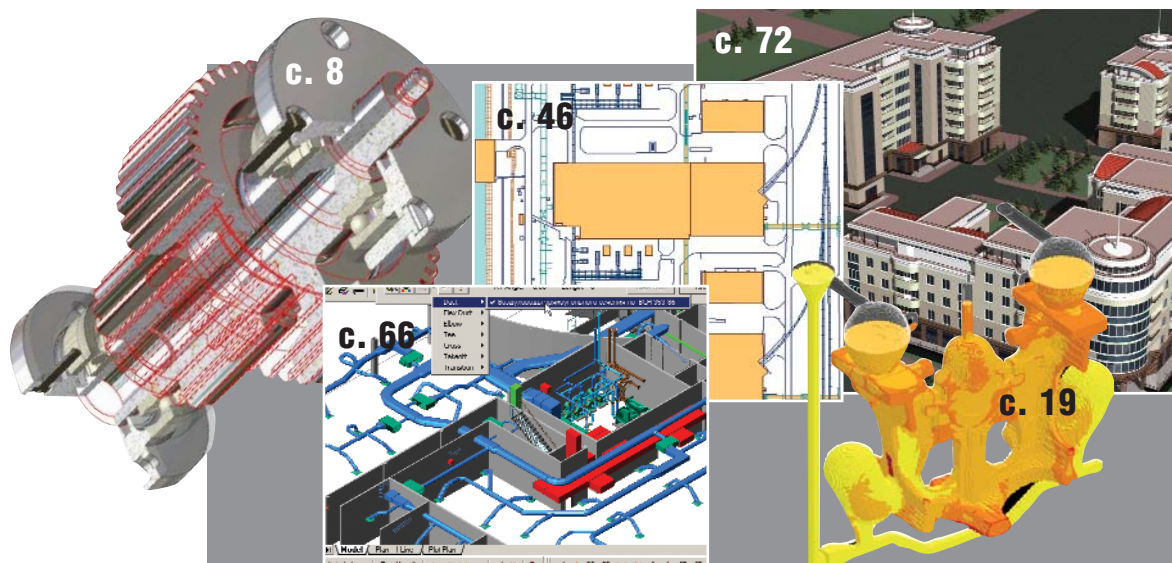 с. 8
с. 72
с. 46
Duct
Flex Duct
Elbow
Tee
Cross
Takeoff
Transition
с. 66
с. 19
Model
Plot Plan